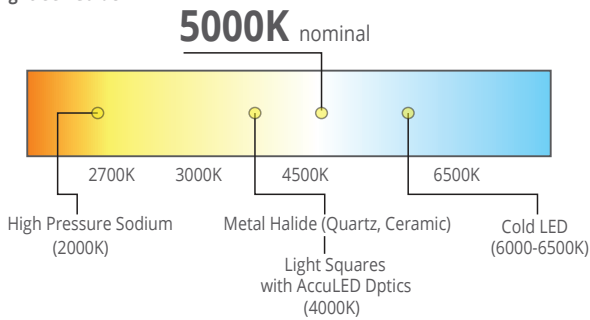 5000K nominal
2700K 3000K 4500K 6500K
High Pressure Sodium
(2000K)
Metal Halide (Quartz, Ceramic)
Light Squares
with AccuLED Dptics
(4000K)
Cold LED
(6000-6500K)